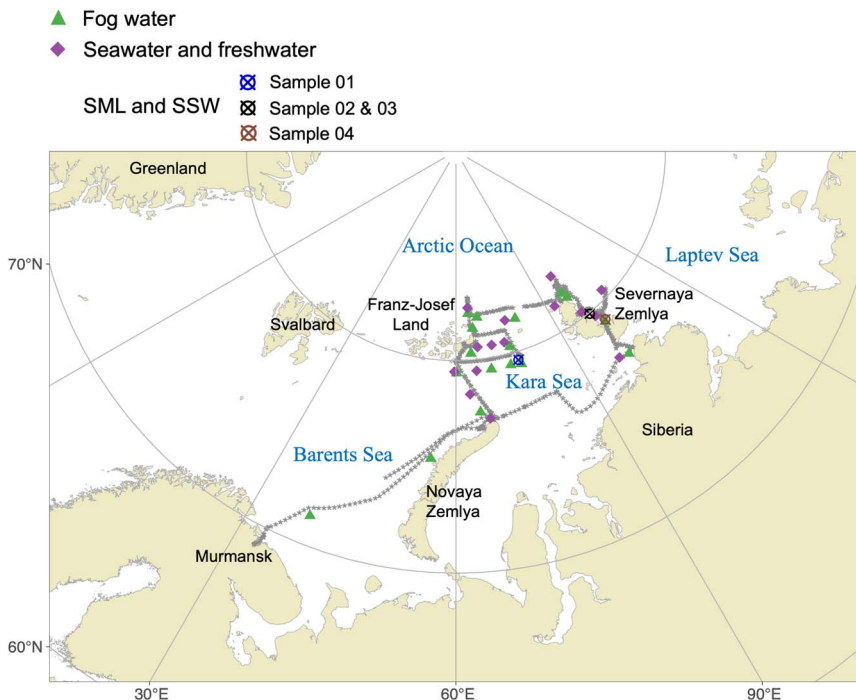 Fog water
Seawater and freshwater
SML and SSW
Sample 01
Sample 02 & 03
Sample 04
Greenland
Arctic Ocean
Laptev Sea
70°N
Franz-Josef
Land
Severnaya
Zemlya
Svalbard
Kara Sea
Siberia
Barents Sea
Novaya
Zemlya
Murmansk
60°N
30°E
60°E
90°E